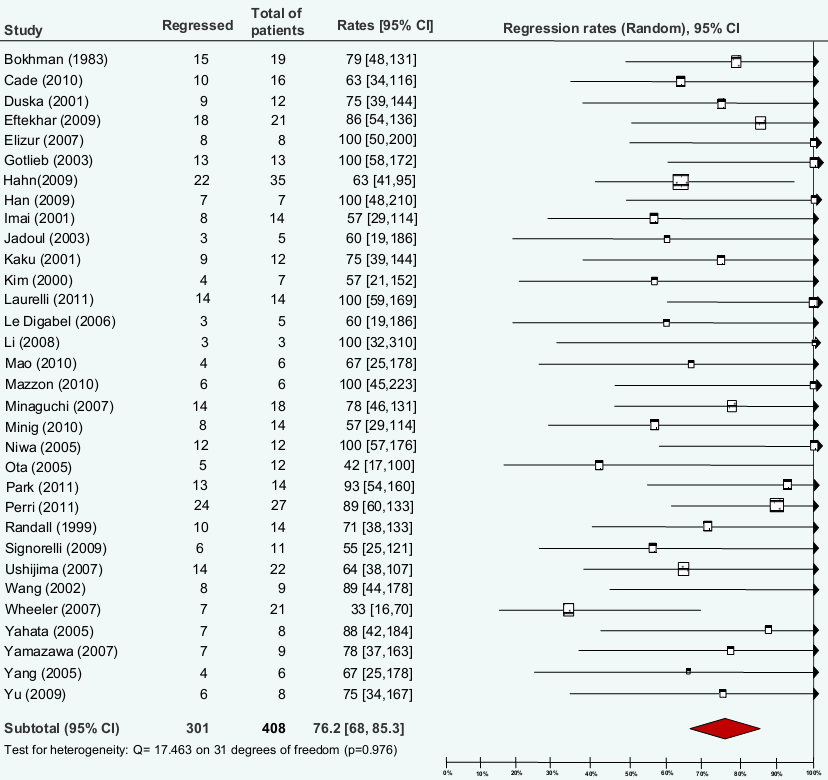 Study Regressed Total of patients Rates [95% CI] Regression rates (Random), 95% CI
Bokhman (1983) 15 19 79 [48,131]
Cade (2010) 10 16 63 [34,116]
Duska (2001) 9 12 75 [39,144]
Eftekhar (2009) 18 21 86 [54,136]
Elizur (2007) 8 8 100 [50,200]
Gotlieb (2003) 13 13 100 [58,172]
Hahn(2009) 22 35 63 [41,95]
Han (2009) 7 7 100 [48,210]
Imai (2001) 8 14 57 [29,114]
Jadoul (2003) 3 5 60 [19,186]
Kaku (2001) 9 12 75 [39,144]
Kim (2000) 4 7 57 [21,152]
Laurelli (2011) 14 14 100 [59,169]
Le Digabel (2006) 3 5 60 [19,186]
Li (2008) 3 3 100 [32,310]
Mao (2010) 4 6 67 [25,178]
Mazzon (2010) 6 6 100 [45,223]
Minaguchi (2007) 14 18 78 [46,131]
Minig (2010) 8 14 57 [29,114]
Niwa (2005) 12 12 100 [57,176]
Ota (2005) 5 12 42 [17,100]
Park (2011) 13 14 93 [54,160]
Perri (2011) 24 27 89 [60,133]
Randall (1999) 10 14 71 [38,133]
Signorelli (2009) 6 11 55 [25,121]
Ushijima (2007) 14 22 64 [38,107]
Wang (2002) 8 9 89 [44,178]
Wheeler (2007) 7 21 33 [16,70]
Yahata (2005) 7 8 88 [42,184]
Yamazawa (2007) 7 9 78 [37,163]
Yang (2005) 4 6 67 [25,178]
Yu (2009) 6 8 75 [34,167]
Subtotal (95% CI) 301 408 76.2 [68, 85.3]
Test for heterogeneity: Q= 17.463 on 31 degrees of freedom (p=0.976)
0% 10% 20% 30% 40% 50% 60% 70% 80% 90% 100%